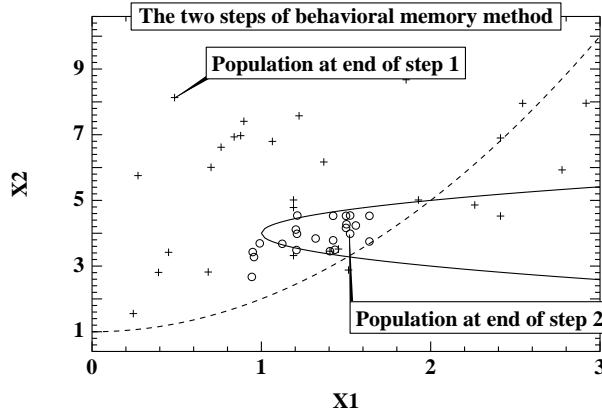 The two steps of behavioral memory method
Population at end of step 1
Population at end of step 2
X2
9
7
5
3
1
0
1
2
3
X1